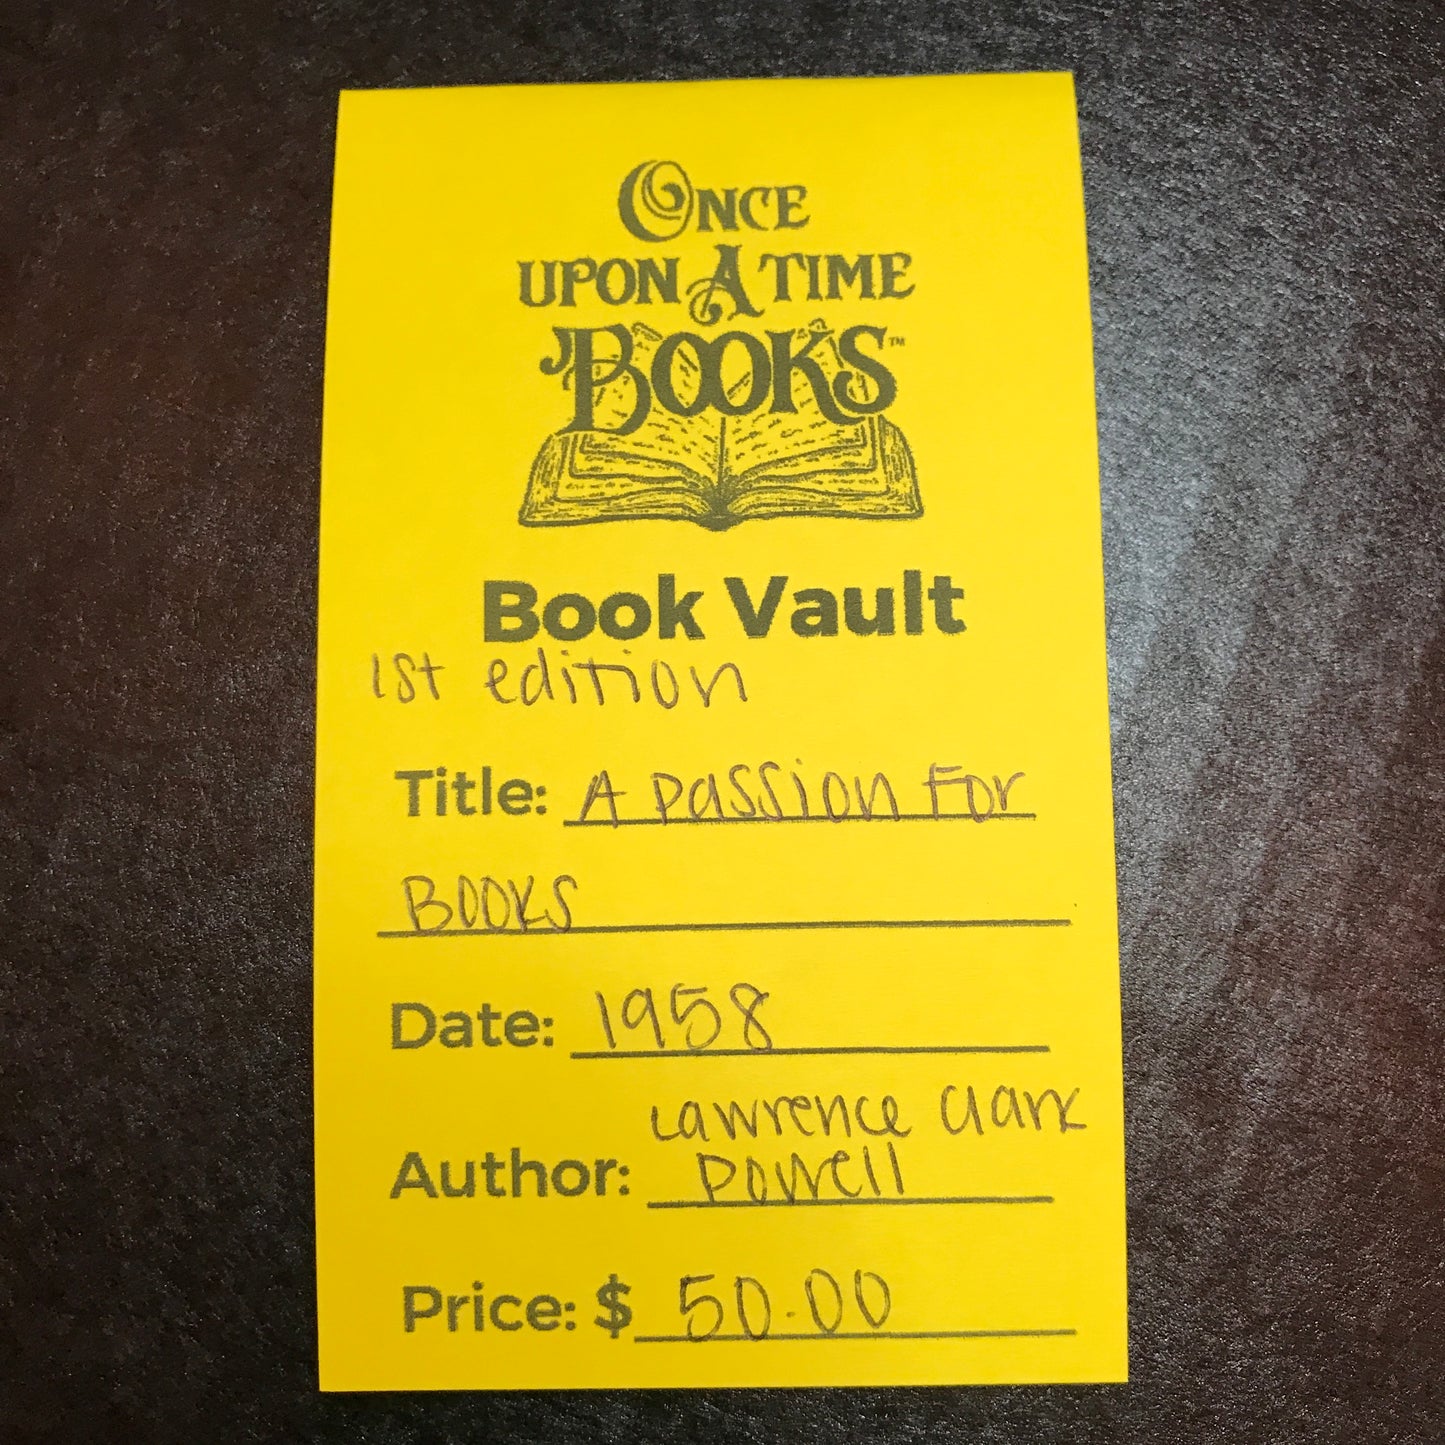 ONCE
UPON A TIME
BOOKS™
Book Vault
1st edition
Title: A Passion For
Books
Date: 1958
Lawrence Clark
Author: Powell
Price: $ 50.00